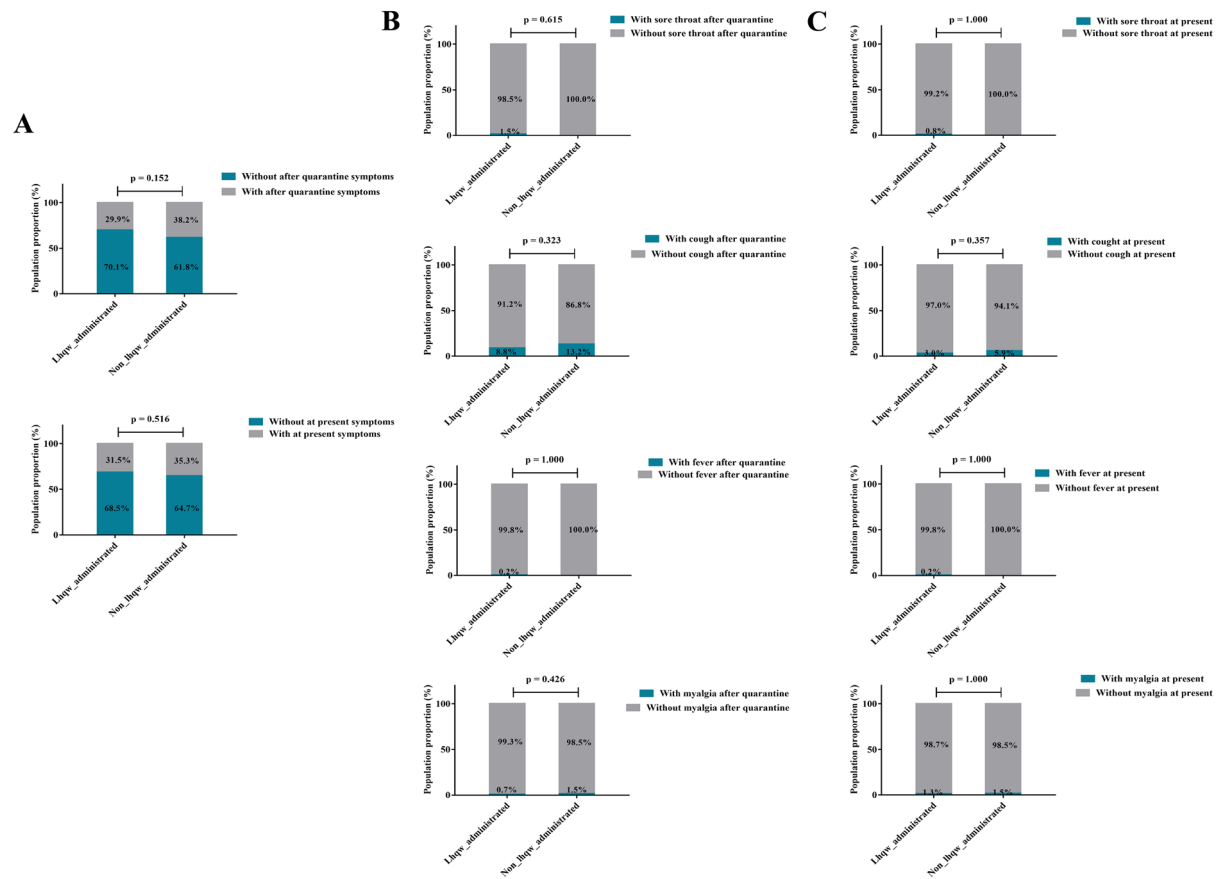 A
p = 0.152
Without after quarantine symptoms
With after quarantine symptoms
Population proportion (%)
100
50
0
29.9%
38.2%
70.1%
61.8%
Lhqw_administrated
Non_lhqw_administrated
p = 0.516
Without at present symptoms
With at present symptoms
Population proportion (%)
100
50
0
31.5%
35.3%
68.5%
64.7%
Lhqw_administrated
Non_lhqw_administrated
B
p = 0.615
With sore throat after quarantine
Without sore throat after quarantine
Population proportion (%)
100
50
0
98.5%
100.0%
1.5%
Lhqw_administrated
Non_lhqw_administrated
p = 0.323
With cough after quarantine
Without cough after quarantine
Population proportion (%)
100
50
0
91.2%
86.8%
8.8%
13.2%
Lhqw_administrated
Non_lhqw_administrated
p = 1.000
With fever after quarantine
Without fever after quarantine
Population proportion (%)
100
50
0
99.8%
100.0%
0.2%
Lhqw_administrated
Non_lhqw_administrated
p = 0.426
With myalgia after quarantine
Without myalgia after quarantine
Population proportion (%)
100
50
0
99.3%
98.5%
0.7%
1.5%
Lhqw_administrated
Non_lhqw_administrated
C
p = 1.000
With sore throat at present
Without sore throat at present
Population proportion (%)
100
50
0
99.2%
100.0%
0.8%
Lhqw_administrated
Non_lhqw_administrated
p = 0.357
With cought at present
Without cough at present
Population proportion (%)
100
50
0
97.0%
94.1%
3.0%
5.9%
Lhqw_administrated
Non_lhqw_administrated
p = 1.000
With fever at present
Without fever at present
Population proportion (%)
100
50
0
99.8%
100.0%
0.2%
Lhqw_administrated
Non_lhqw_administrated
p = 1.000
With myalgia at present
Without myalgia at present
Population proportion (%)
100
50
0
98.7%
98.5%
1.3%
1.5%
Lhqw_administrated
Non_lhqw_administrated